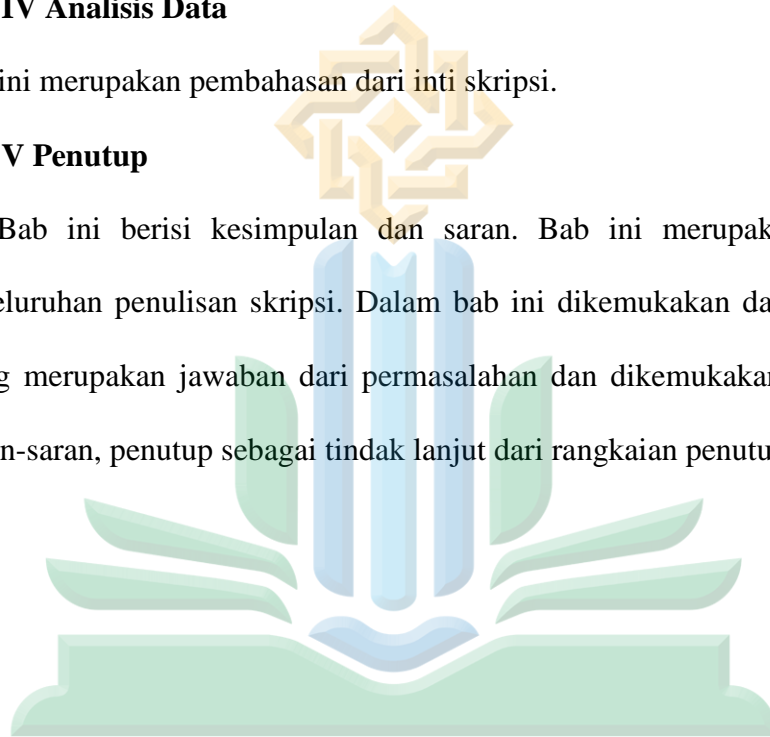 IV Analisis Data
ini merupakan pembahasan dari inti skripsi.
V Penutup
Bab ini berisi kesimpulan dan saran. Bab ini merupak
eluruhan penulisan skripsi. Dalam bab ini dikemukakan da
g merupakan jawaban dari permasalahan dan dikemukakan
n-saran, penutup sebagai tindak lanjut dari rangkaian penutu